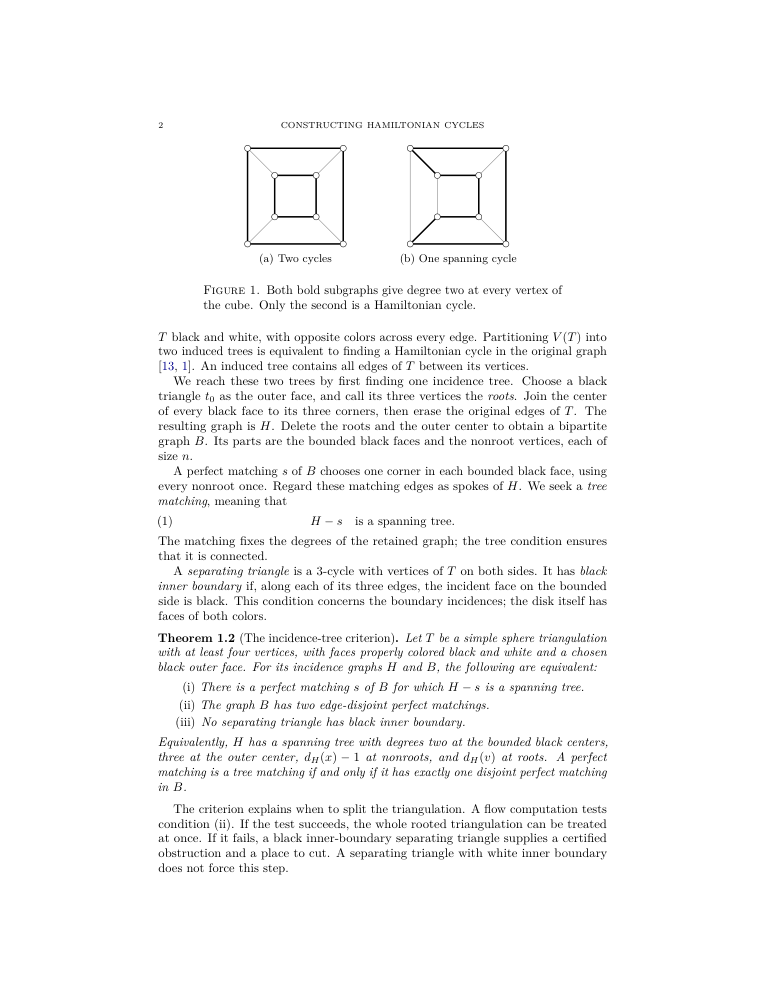 2 CONSTRUCTING HAMILTONIAN CYCLES
(a) Two cycles (b) One spanning cycle
FIGURE 1. Both bold subgraphs give degree two at every vertex of
the cube. Only the second is a Hamiltonian cycle.
T black and white, with opposite colors across every edge. Partitioning V(T) into
two induced trees is equivalent to finding a Hamiltonian cycle in the original graph
[13, 1]. An induced tree contains all edges of T between its vertices.
We reach these two trees by first finding one incidence tree. Choose a black
triangle t₀ as the outer face, and call its three vertices the roots. Join the center
of every black face to its three corners, then erase the original edges of T. The
resulting graph is H. Delete the roots and the outer center to obtain a bipartite
graph B. Its parts are the bounded black faces and the nonroot vertices, each of
size n.
A perfect matching s of B chooses one corner in each bounded black face, using
every nonroot once. Regard these matching edges as spokes of H. We seek a tree
matching, meaning that
(1) H − s is a spanning tree.
The matching fixes the degrees of the retained graph; the tree condition ensures
that it is connected.
A separating triangle is a 3-cycle with vertices of T on both sides. It has black
inner boundary if, along each of its three edges, the incident face on the bounded
side is black. This condition concerns the boundary incidences; the disk itself has
faces of both colors.
Theorem 1.2 (The incidence-tree criterion). Let T be a simple sphere triangulation
with at least four vertices, with faces properly colored black and white and a chosen
black outer face. For its incidence graphs H and B, the following are equivalent:
(i) There is a perfect matching s of B for which H − s is a spanning tree.
(ii) The graph B has two edge-disjoint perfect matchings.
(iii) No separating triangle has black inner boundary.
Equivalently, H has a spanning tree with degrees two at the bounded black centers,
three at the outer center, d_H(x) − 1 at nonroots, and d_H(v) at roots. A perfect
matching is a tree matching if and only if it has exactly one disjoint perfect matching
in B.
The criterion explains when to split the triangulation. A flow computation tests
condition (ii). If the test succeeds, the whole rooted triangulation can be treated
at once. If it fails, a black inner-boundary separating triangle supplies a certified
obstruction and a place to cut. A separating triangle with white inner boundary
does not force this step.